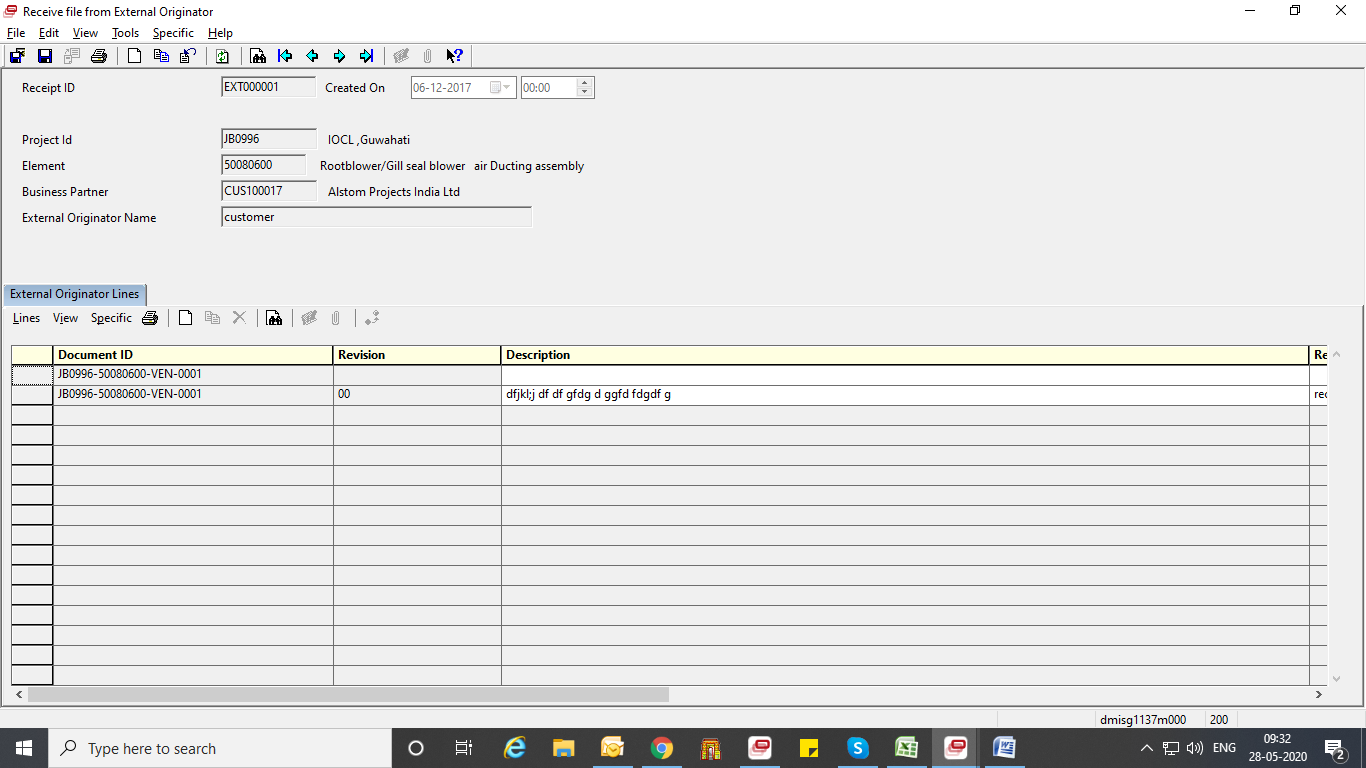 Receive file from External Originator
File Edit View Tools Specific Help
Receipt ID EXT000001 Created On 06-12-2017 00:00
Project Id JB0996 IOCL ,Guwahati
Element 50080600 Rootblower/Gill seal blower air Ducting assembly
Business Partner CUS100017 Alstom Projects India Ltd
External Originator Name customer
External Originator Lines
Lines View Specific
Document ID Revision Description Re
JB0996-50080600-VEN-0001
JB0996-50080600-VEN-0001 00 dfjkl;j df df gfdg d ggfd fdgdf g rec
dmisg1137m000 200
Type here to search
ENG 09:32
28-05-2020
2